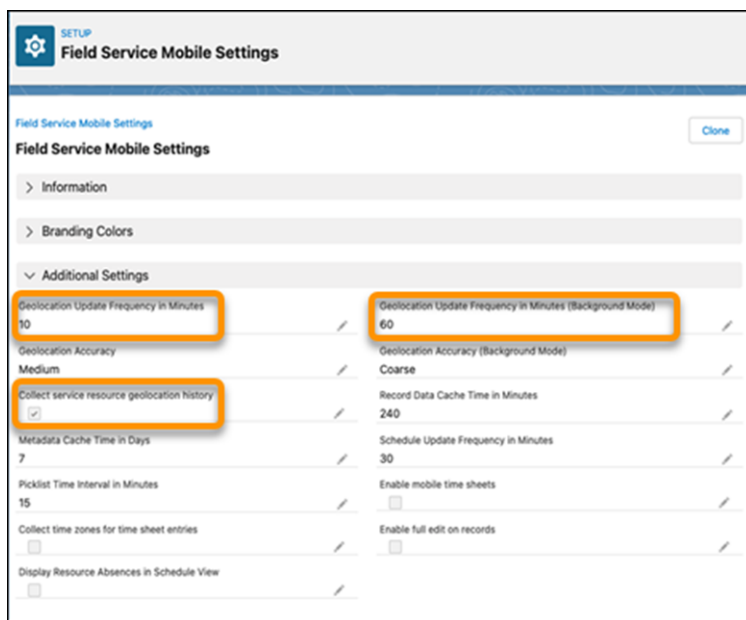 SETUP
Field Service Mobile Settings
Field Service Mobile Settings
Clone
Field Service Mobile Settings
Information
Branding Colors
Additional Settings
Geolocation Update Frequency in Minutes
10
Geolocation Update Frequency in Minutes (Background Mode)
60
Geolocation Accuracy
Medium
Geolocation Accuracy (Background Mode)
Coarse
Collect service resource geolocation history
Record Data Cache Time in Minutes
240
Metadata Cache Time in Days
7
Schedule Update Frequency in Minutes
30
Picklist Time Interval in Minutes
15
Enable mobile time sheets
Collect time zones for time sheet entries
Enable full edit on records
Display Resource Absences in Schedule View